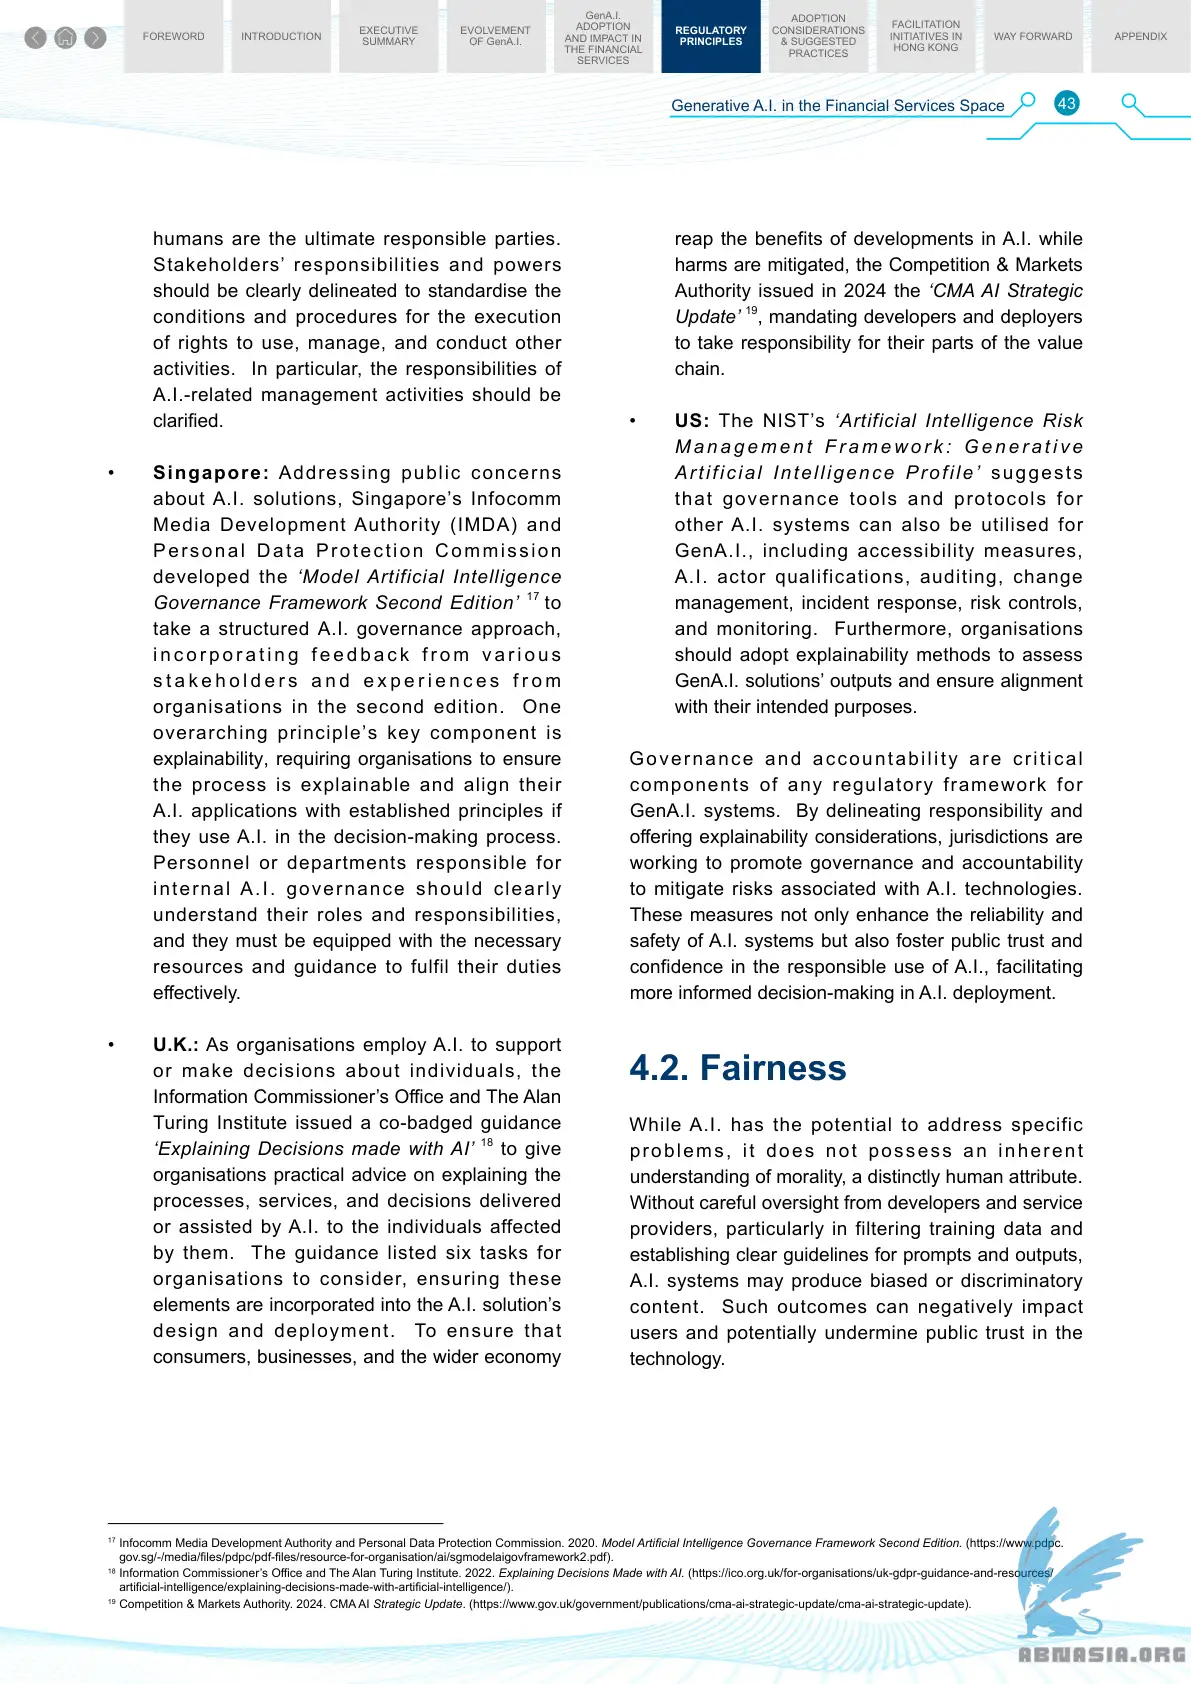 FOREWORD
INTRODUCTION
EXECUTIVE
SUMMARY
EVOLVEMENT
OF GenA.I.
GenA.I.
ADOPTION
AND IMPACT IN
THE FINANCIAL
SERVICES
REGULATORY
PRINCIPLES
ADOPTION
CONSIDERATIONS
& SUGGESTED
PRACTICES
FACILITATION
INITIATIVES IN
HONG KONG
WAY FORWARD
APPENDIX
Generative A.I. in the Financial Services Space
43
humans are the ultimate responsible parties.
Stakeholders’ responsibilities and powers
should be clearly delineated to standardise the
conditions and procedures for the execution
of rights to use, manage, and conduct other
activities. In particular, the responsibilities of
A.I.-related management activities should be
clarified.
• Singapore: Addressing public concerns
about A.I. solutions, Singapore’s Infocomm
Media Development Authority (IMDA) and
Personal Data Protection Commission
developed the ‘Model Artificial Intelligence
Governance Framework Second Edition’ 17 to
take a structured A.I. governance approach,
incorporating feedback from various
stakeholders and experiences from
organisations in the second edition. One
overarching principle’s key component is
explainability, requiring organisations to ensure
the process is explainable and align their
A.I. applications with established principles if
they use A.I. in the decision-making process.
Personnel or departments responsible for
internal A.I. governance should clearly
understand their roles and responsibilities,
and they must be equipped with the necessary
resources and guidance to fulfil their duties
effectively.
• U.K.: As organisations employ A.I. to support
or make decisions about individuals, the
Information Commissioner’s Office and The Alan
Turing Institute issued a co-badged guidance
‘Explaining Decisions made with AI’ 18 to give
organisations practical advice on explaining the
processes, services, and decisions delivered
or assisted by A.I. to the individuals affected
by them. The guidance listed six tasks for
organisations to consider, ensuring these
elements are incorporated into the A.I. solution’s
design and deployment. To ensure that
consumers, businesses, and the wider economy
reap the benefits of developments in A.I. while
harms are mitigated, the Competition & Markets
Authority issued in 2024 the ‘CMA AI Strategic
Update’ 19, mandating developers and deployers
to take responsibility for their parts of the value
chain.
• US: The NIST’s ‘Artificial Intelligence Risk
Management Framework: Generative
Artificial Intelligence Profile’ suggests
that governance tools and protocols for
other A.I. systems can also be utilised for
GenA.I., including accessibility measures,
A.I. actor qualifications, auditing, change
management, incident response, risk controls,
and monitoring. Furthermore, organisations
should adopt explainability methods to assess
GenA.I. solutions’ outputs and ensure alignment
with their intended purposes.
Governance and accountability are critical
components of any regulatory framework for
GenA.I. systems. By delineating responsibility and
offering explainability considerations, jurisdictions are
working to promote governance and accountability
to mitigate risks associated with A.I. technologies.
These measures not only enhance the reliability and
safety of A.I. systems but also foster public trust and
confidence in the responsible use of A.I., facilitating
more informed decision-making in A.I. deployment.
4.2. Fairness
While A.I. has the potential to address specific
problems, it does not possess an inherent
understanding of morality, a distinctly human attribute.
Without careful oversight from developers and service
providers, particularly in filtering training data and
establishing clear guidelines for prompts and outputs,
A.I. systems may produce biased or discriminatory
content. Such outcomes can negatively impact
users and potentially undermine public trust in the
technology.
17 Infocomm Media Development Authority and Personal Data Protection Commission. 2020. Model Artificial Intelligence Governance Framework Second Edition. (https://www.pdpc.
gov.sg/-/media/files/pdpc/pdf-files/resource-for-organisation/ai/sgmodelaigovframework2.pdf).
18 Information Commissioner’s Office and The Alan Turing Institute. 2022. Explaining Decisions Made with AI. (https://ico.org.uk/for-organisations/uk-gdpr-guidance-and-resources/
artificial-intelligence/explaining-decisions-made-with-artificial-intelligence/).
19 Competition & Markets Authority. 2024. CMA AI Strategic Update. (https://www.gov.uk/government/publications/cma-ai-strategic-update/cma-ai-strategic-update).
ABNASIA.ORG